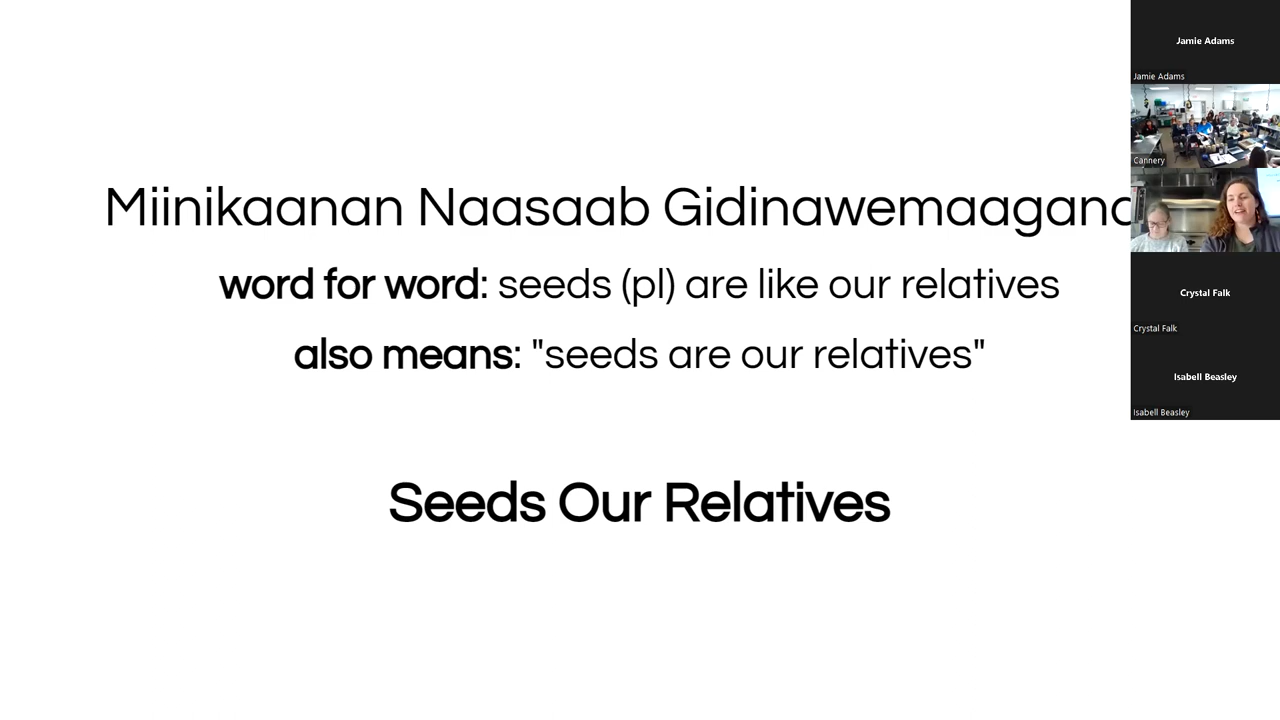 Miinikaanan Naasaab
word for word: seeds (pl) are like our relatives
also means: "seeds are our relatives"
Seeds Our Relatives
Jamie Adams
Jamie Adams
Cannery
Crystal Falk
Crystal Falk
Isabell Beasley
Isabell Beasley